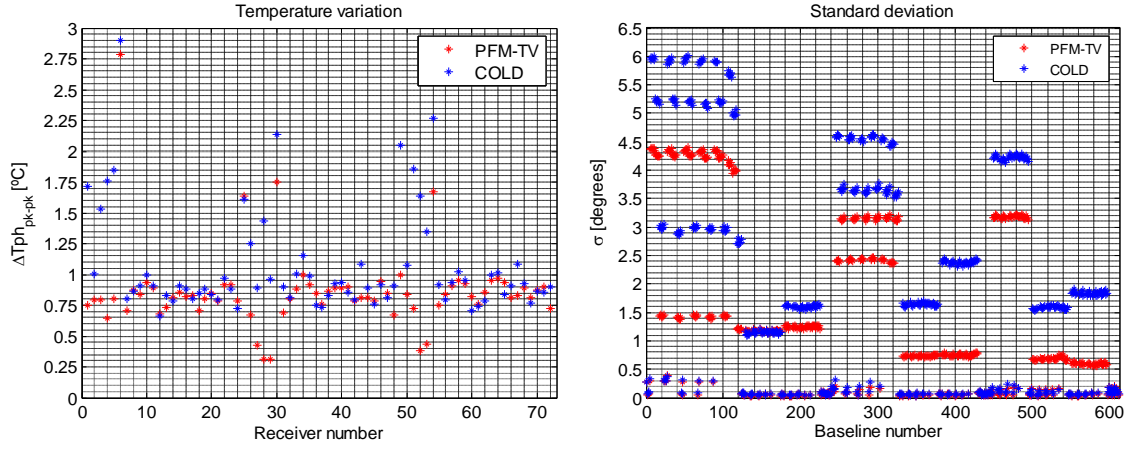 Temperature variation
3
2.75
2.5
2.25
2
1.75
1.5
1.25
1
0.75
0.5
0.25
0
ΔTph_pk-pk [ºC]
PFM-TV
COLD
0 10 20 30 40 50 60 70
Receiver number
Standard deviation
6.5
6
5.5
5
4.5
4
3.5
3
2.5
2
1.5
1
0.5
0
σ [degrees]
PFM-TV
COLD
0 100 200 300 400 500 600
Baseline number